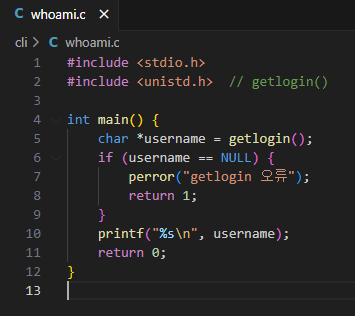 C whoami.c ×
cli > C whoami.c
1 #include <stdio.h>
2 #include <unistd.h>  // getlogin()
3
4 int main() {
5     char *username = getlogin();
6     if (username == NULL) {
7         perror("getlogin 오류");
8         return 1;
9     }
10     printf("%s\n", username);
11     return 0;
12 }
13